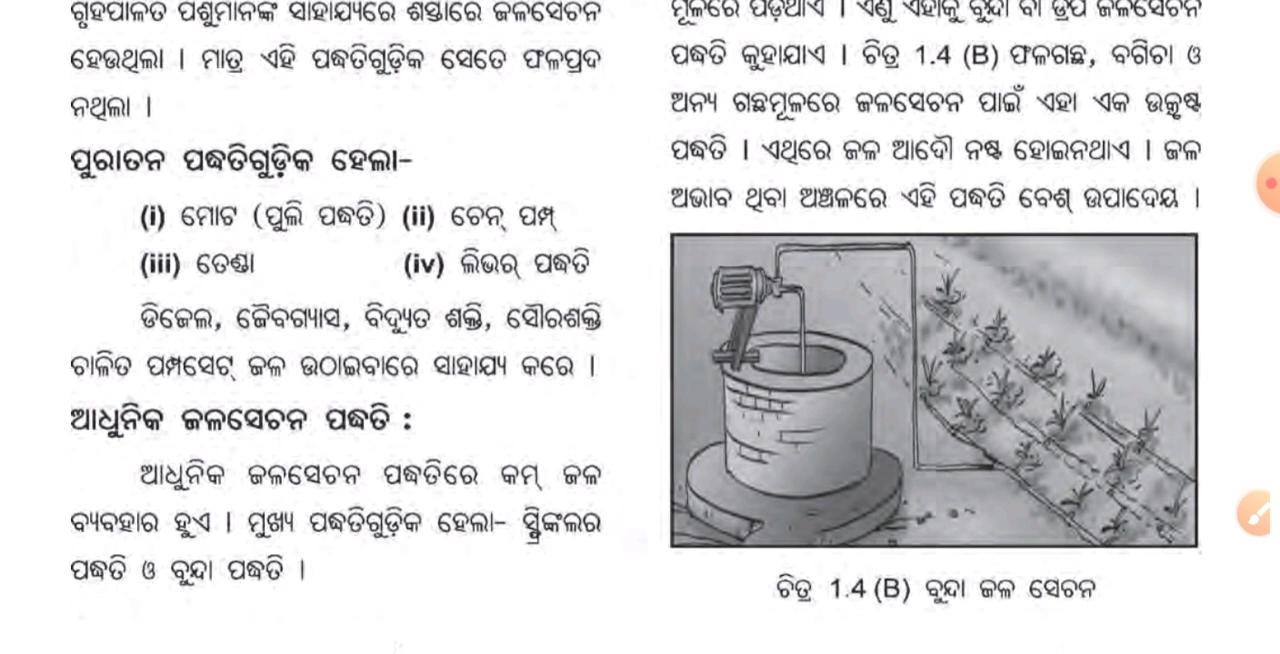 ଗୃହପାଳିତ ପଶୁମାନଙ୍କ ସାହାଯ୍ୟରେ ଶସ୍ତାରେ ଜଳସେଚନ
ହେଉଥିଲା । ମାତ୍ର ଏହି ପଦ୍ଧତିଗୁଡ଼ିକ ସେତେ ଫଳପ୍ରଦ
ନଥିଲା ।
ପୁରାତନ ପଦ୍ଧତିଗୁଡ଼ିକ ହେଲା-
(i) ମୋଟ (ପୁଲି ପଦ୍ଧତି) (ii) ଚେନ୍ ପମ୍ପ୍
(iii) ତେଣ୍ଡା (iv) ଲିଭର୍ ପଦ୍ଧତି
ଡିଜେଲ, ଜୈବଗ୍ୟାସ, ବିଦ୍ୟୁତ ଶକ୍ତି, ସୌରଶକ୍ତି
ଚାଳିତ ପମ୍ପସେଟ୍ ଜଳ ଉଠାଇବାରେ ସାହାଯ୍ୟ କରେ ।
ଆଧୁନିକ ଜଳସେଚନ ପଦ୍ଧତି :
ଆଧୁନିକ ଜଳସେଚନ ପଦ୍ଧତିରେ କମ୍ ଜଳ
ବ୍ୟବହାର ହୁଏ । ମୁଖ୍ୟ ପଦ୍ଧତିଗୁଡ଼ିକ ହେଲା- ସ୍ପ୍ରିଙ୍କଲର
ପଦ୍ଧତି ଓ ବୁନ୍ଦା ପଦ୍ଧତି ।
ମୂଳରେ ପଡ଼ିଥାଏ । ଏଣୁ ଏହାକୁ ବୁନ୍ଦା ବା ଡ୍ରିପ ଜଳସେଚନ
ପଦ୍ଧତି କୁହାଯାଏ । ଚିତ୍ର 1.4 (B) ଫଳଗଛ, ବଗିଚା ଓ
ଅନ୍ୟ ଗଛମୂଳରେ ଜଳସେଚନ ପାଇଁ ଏହା ଏକ ଉତ୍କୃଷ୍ଟ
ପଦ୍ଧତି । ଏଥିରେ ଜଳ ଆଦୌ ନଷ୍ଟ ହୋଇନଥାଏ । ଜଳ
ଅଭାବ ଥିବା ଅଞ୍ଚଳରେ ଏହି ପଦ୍ଧତି ବେଶ୍ ଉପାଦେୟ ।
ଚିତ୍ର 1.4 (B) ବୁନ୍ଦା ଜଳ ସେଚନ